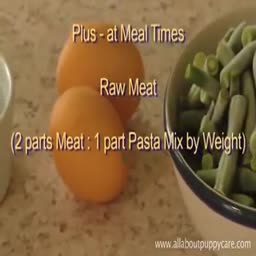 Plus - at Meal Times
Raw Meat
(2 parts Meat : 1 part Pasta Mix by Weight)
www.allaboutpuppycare.com